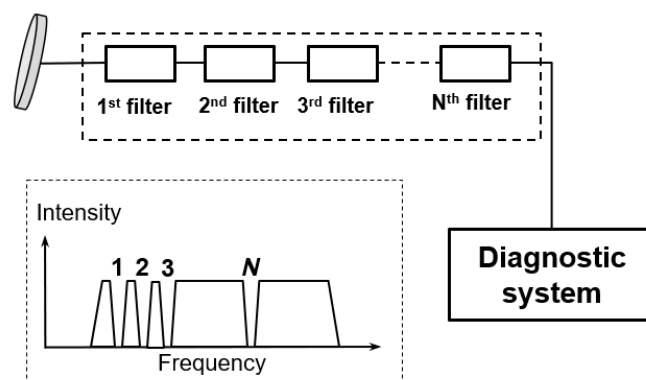 1ˢᵗ filter 2ⁿᵈ filter 3ʳᵈ filter Nᵗʰ filter
Intensity
1 2 3 N
Frequency
Diagnostic
system